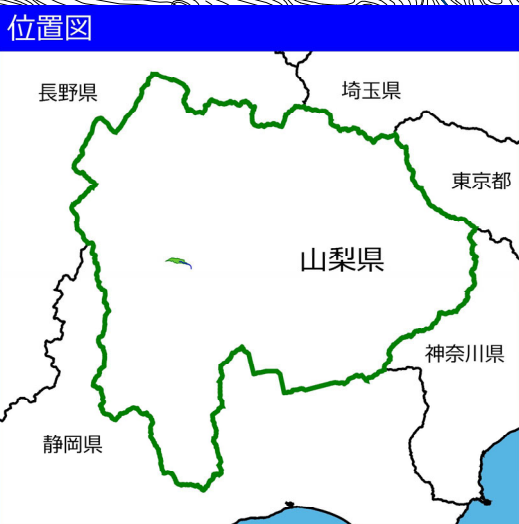 位置図
長野県
埼玉県
東京都
山梨県
神奈川県
静岡県